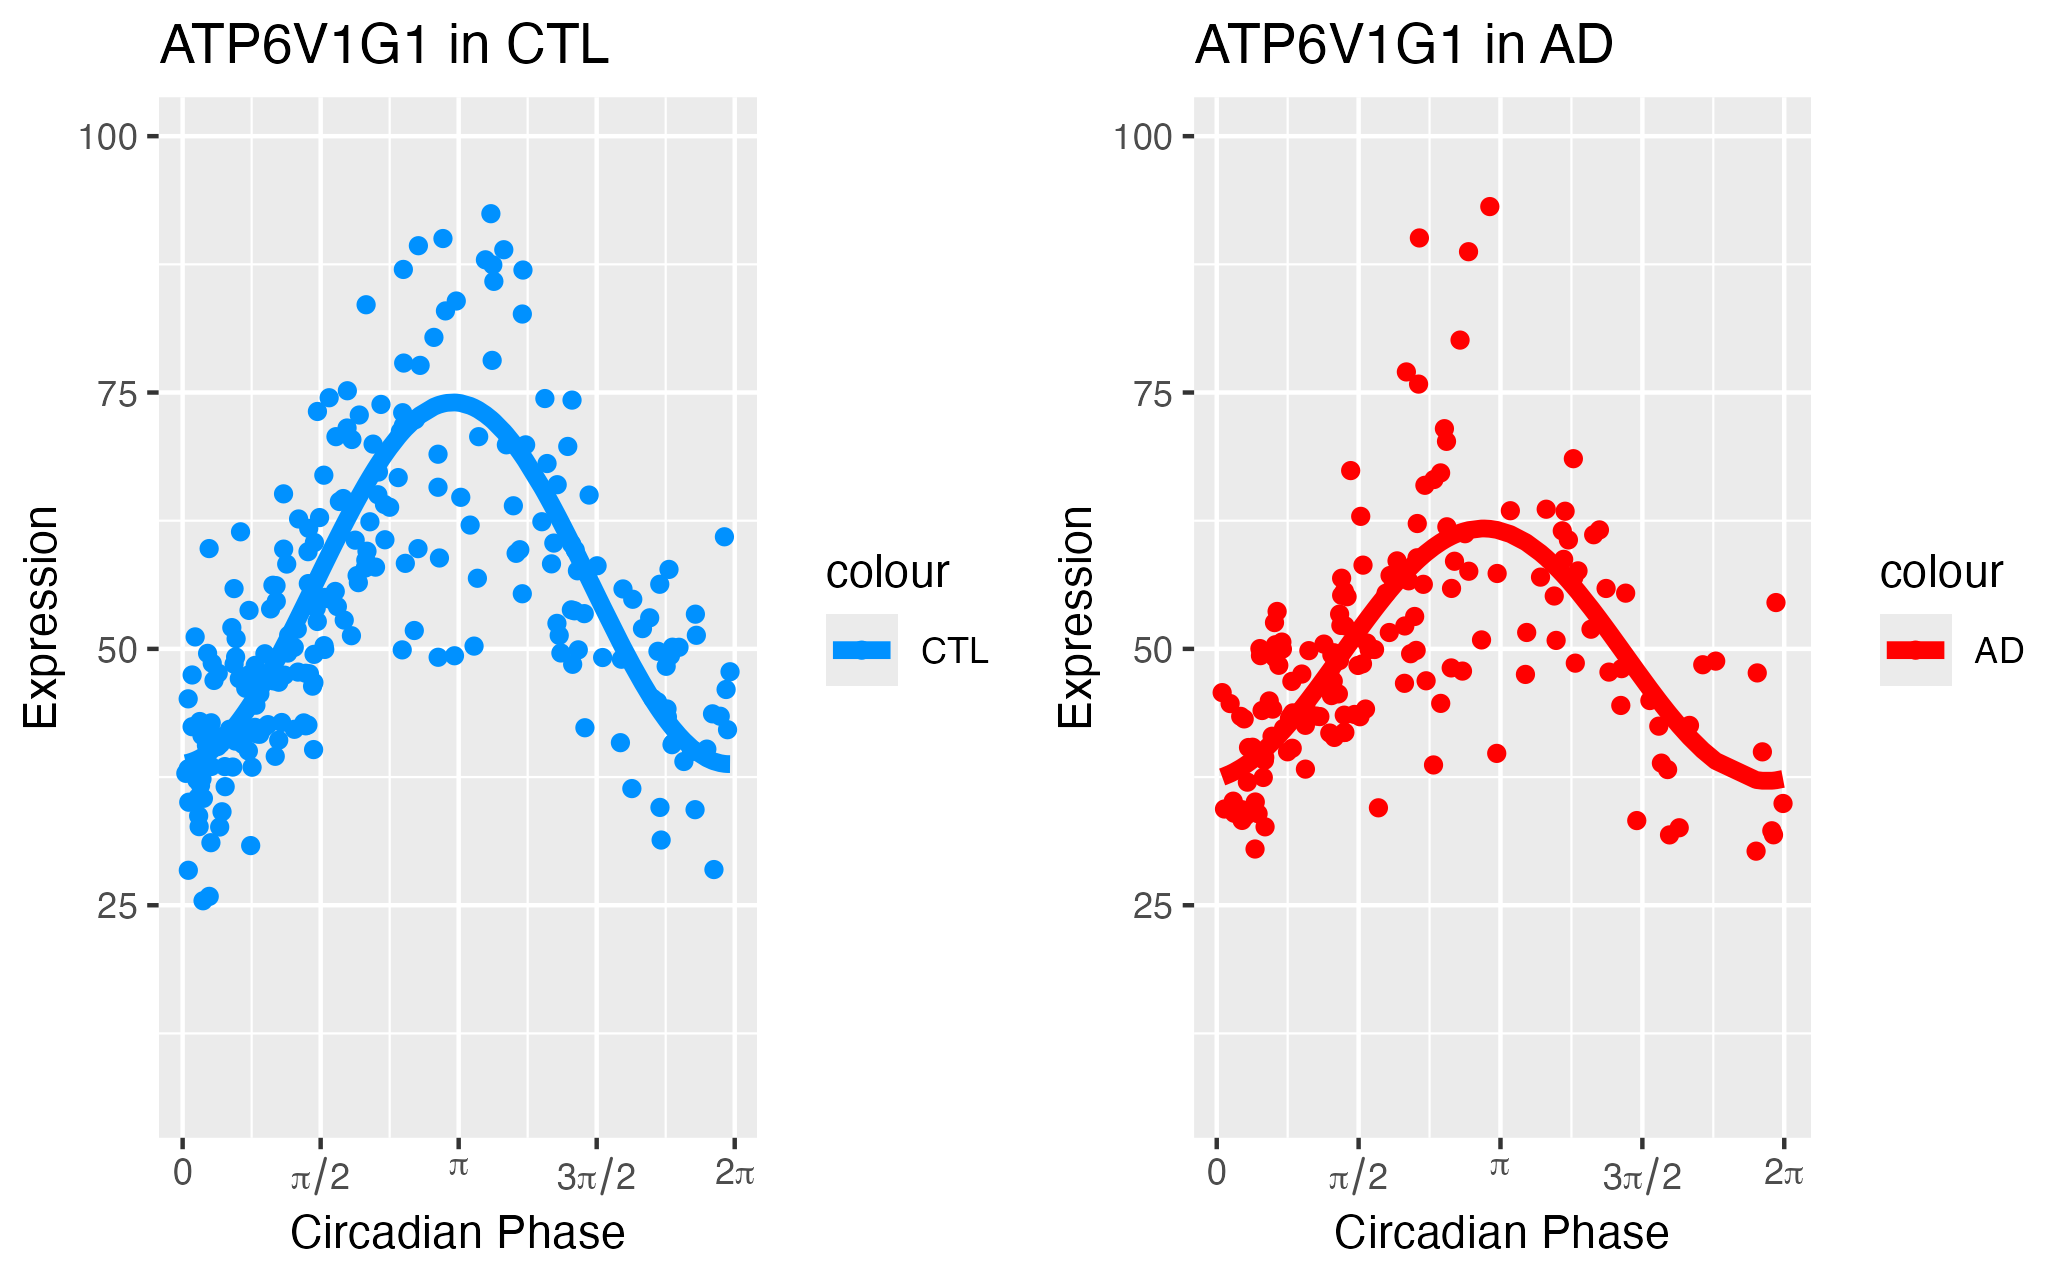 ATP6V1G1 in CTL
100
75
50
25
Expression
0 π/2 π 3π/2 2π
Circadian Phase
colour
CTL
ATP6V1G1 in AD
100
75
50
25
Expression
0 π/2 π 3π/2 2π
Circadian Phase
colour
AD